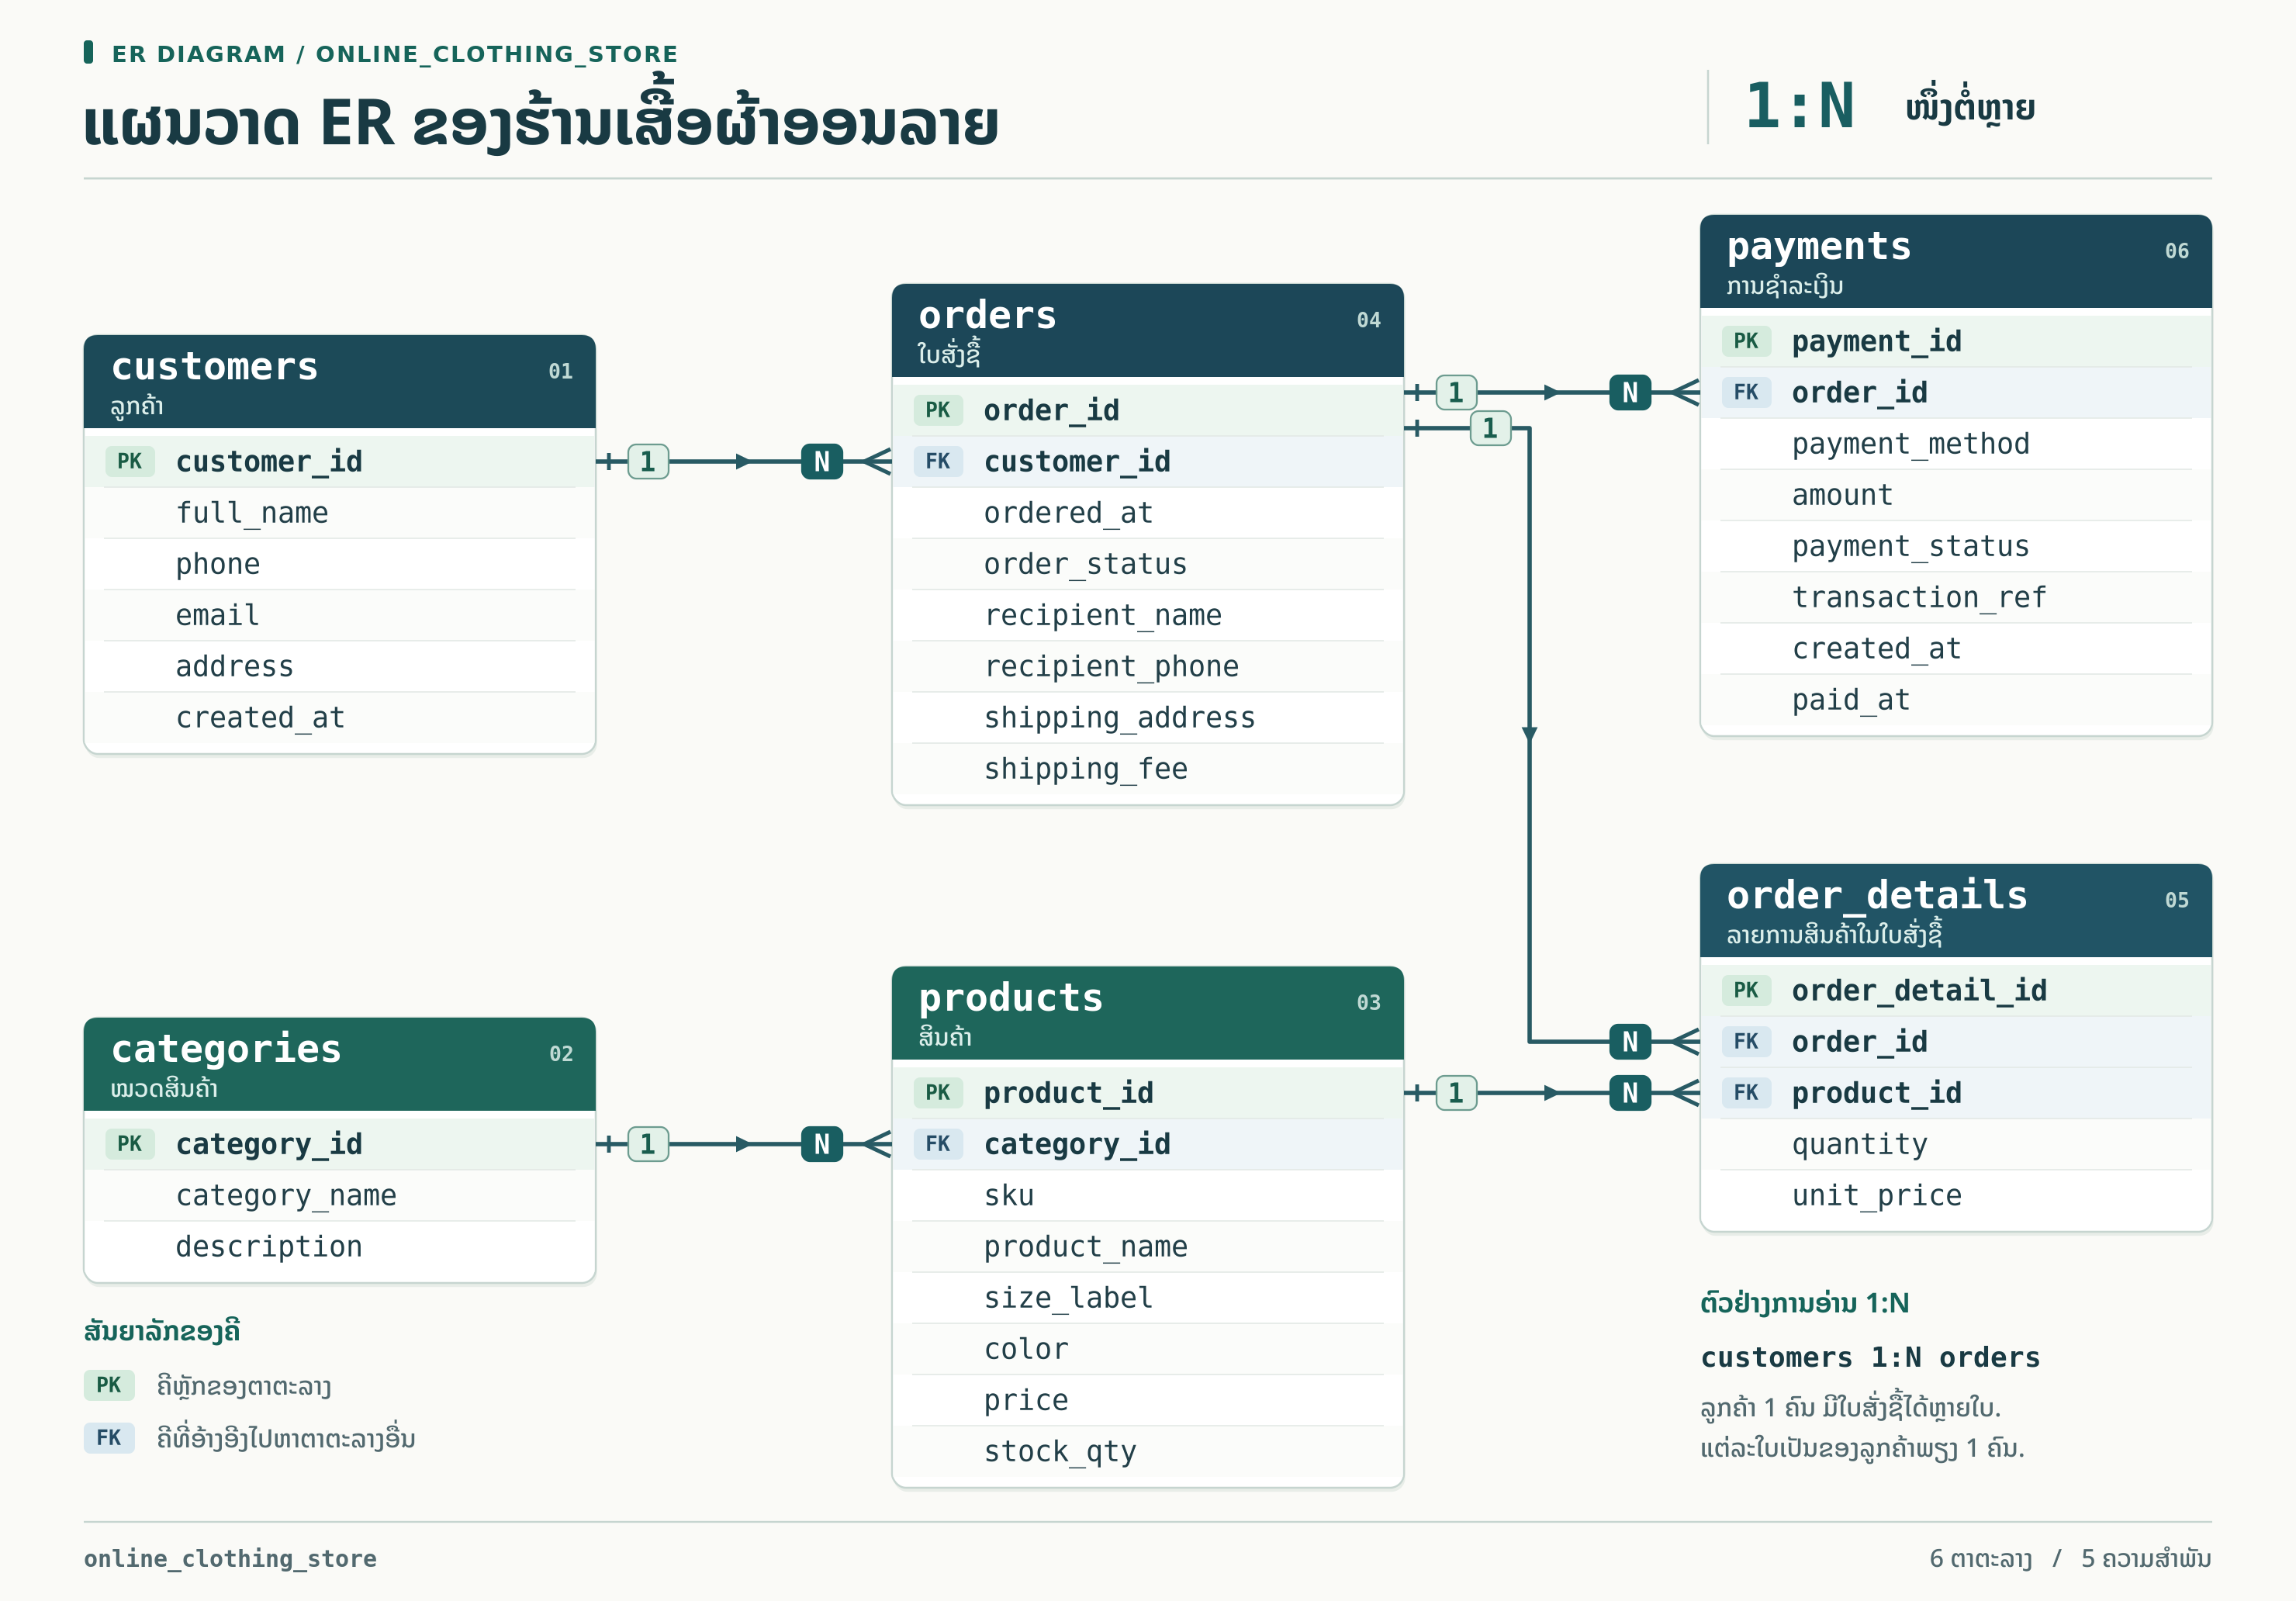 ER DIAGRAM / ONLINE_CLOTHING_STORE
ແຜນວາດ ER ຂອງຮ້ານເສື້ອຜ້າອອນລາຍ
1:N ໜຶ່ງຕໍ່ຫຼາຍ
customers 01
ລູກຄ້າ
PK customer_id
full_name
phone
email
address
created_at
1 N
orders 04
ໃບສັ່ງຊື້
PK order_id
FK customer_id
ordered_at
order_status
recipient_name
recipient_phone
shipping_address
shipping_fee
1 N
1
payments 06
ການຊຳລະເງິນ
PK payment_id
FK order_id
payment_method
amount
payment_status
transaction_ref
created_at
paid_at
categories 02
ໝວດສິນຄ້າ
PK category_id
category_name
description
1 N
products 03
ສິນຄ້າ
PK product_id
FK category_id
sku
product_name
size_label
color
price
stock_qty
N
1 N
order_details 05
ລາຍການສິນຄ້າໃນໃບສັ່ງຊື້
PK order_detail_id
FK order_id
FK product_id
quantity
unit_price
ສັນຍາລັກຂອງຄີ
PK ຄີຫຼັກຂອງຕາຕະລາງ
FK ຄີທີ່ອ້າງອີງໄປຫາຕາຕະລາງອື່ນ
ຕົວຢ່າງການອ່ານ 1:N
customers 1:N orders
ລູກຄ້າ 1 ຄົນ ມີໃບສັ່ງຊື້ໄດ້ຫຼາຍໃບ.
ແຕ່ລະໃບເປັນຂອງລູກຄ້າພຽງ 1 ຄົນ.
online_clothing_store
6 ຕາຕະລາງ / 5 ຄວາມສຳພັນ